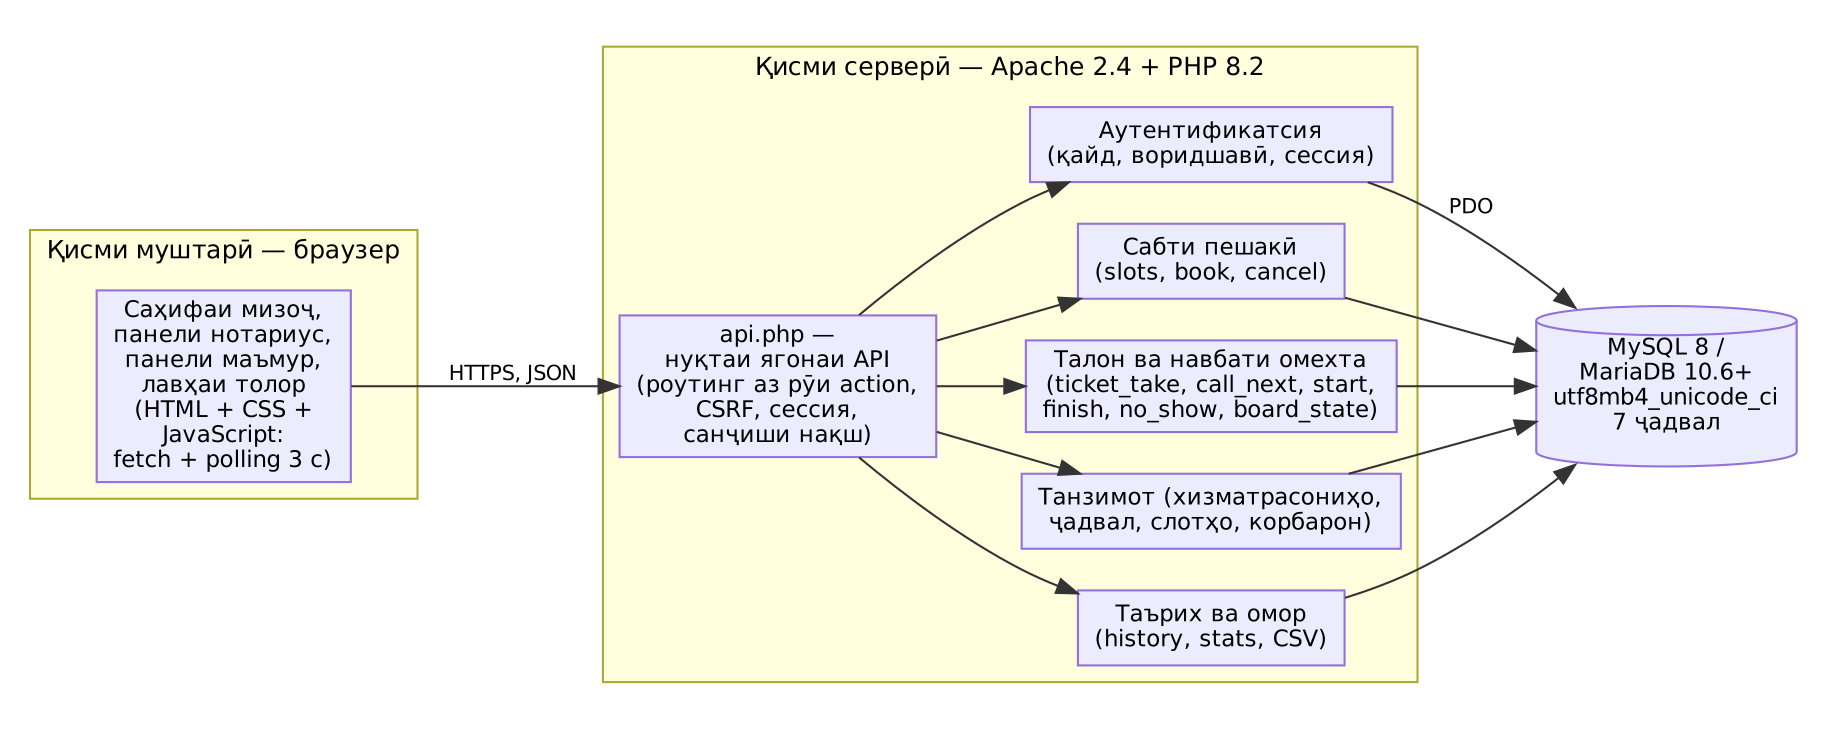 Қисми муштарӣ — браузер
Саҳифаи мизоҷ,
панели нотариус,
панели маъмур,
лавҳаи толор
(HTML + CSS +
JavaScript:
fetch + polling 3 с)
HTTPS, JSON
Қисми серверӣ — Apache 2.4 + PHP 8.2
api.php —
нуқтаи ягонаи API
(роутинг аз рӯи action,
CSRF, сессия,
санҷиши нақш)
Аутентификатсия
(қайд, воридшавӣ, сессия)
Сабти пешакӣ
(slots, book, cancel)
Талон ва навбати омехта
(ticket_take, call_next, start,
finish, no_show, board_state)
Танзимот (хизматрасониҳо,
ҷадвал, слотҳо, корбарон)
Таърих ва омор
(history, stats, CSV)
PDO
MySQL 8 /
MariaDB 10.6+
utf8mb4_unicode_ci
7 ҷадвал